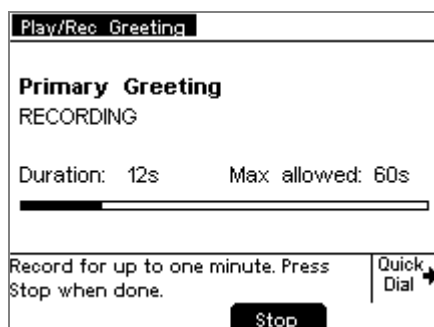 Play/Rec Greeting
Primary Greeting
RECORDING
Duration: 12s Max allowed: 60s
Record for up to one minute. Press
Stop when done.
Quick
Dial
Stop